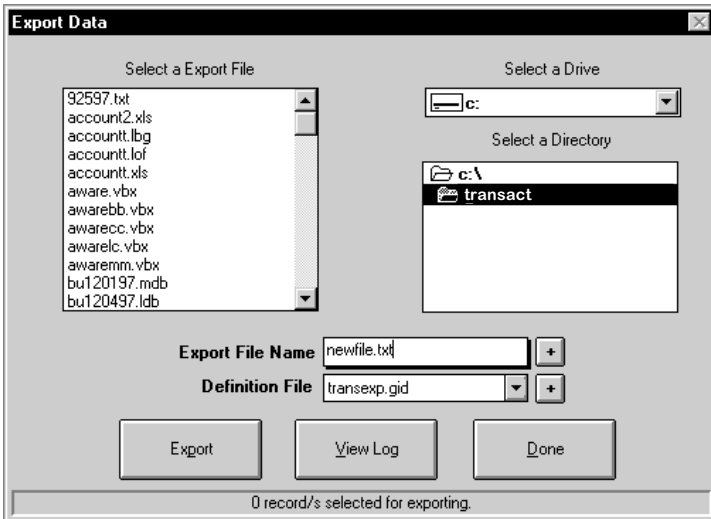 Export Data
Select a Export File
92597.txt
account2.xls
accountt.lbg
accountt.lof
accountt.xls
aware.vbx
awarebb.vbx
awarecc.vbx
awarelc.vbx
awaremm.vbx
bu120197.mdb
bu120497.ldb
Select a Drive
c:
Select a Directory
c:\
transact
Export File Name newfile.txt +
Definition File transexp.gid +
Export View Log Done
0 record/s selected for exporting.